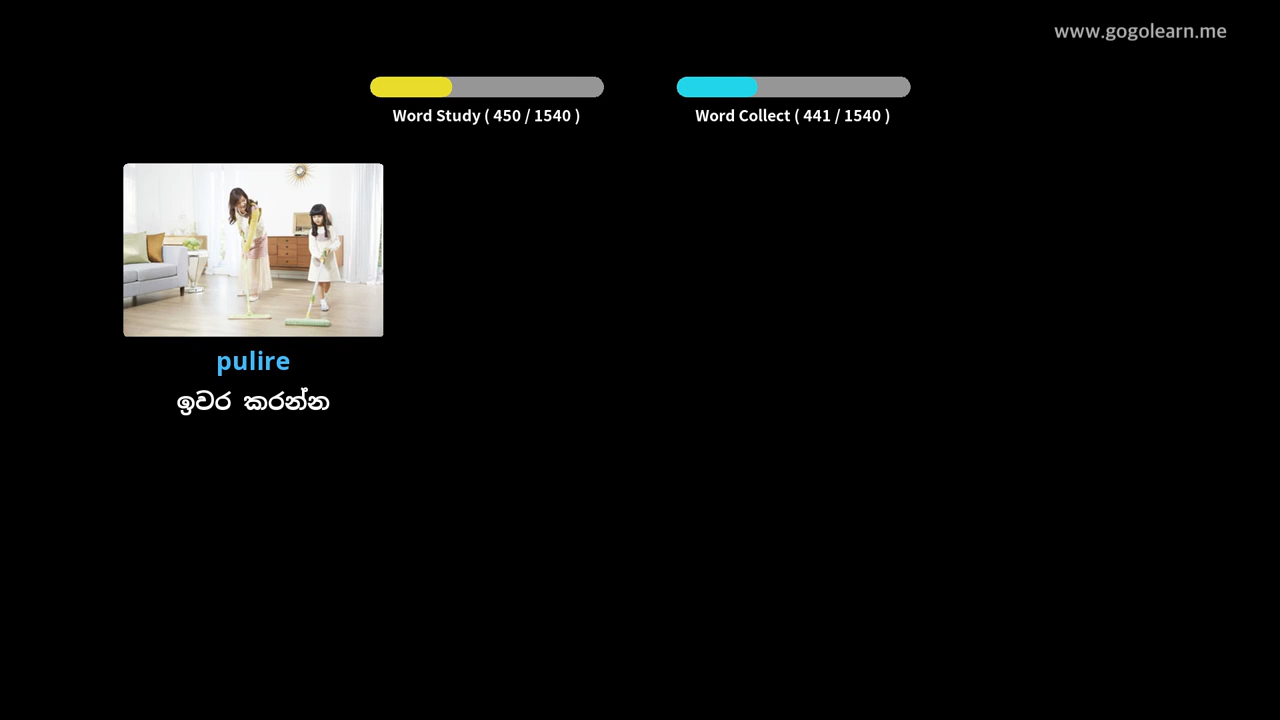 www.gogolearn.me
Word Study ( 450 / 1540 )
Word Collect ( 441 / 1540 )
pulire
ඉවර කරන්න